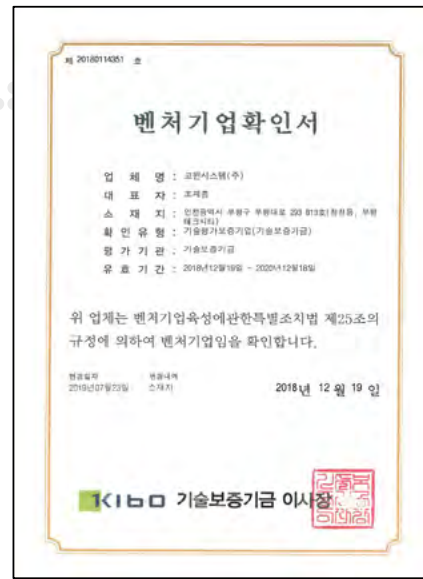 제 20180114351 호
벤처기업확인서
업 체 명 : 코윈시스템(주)
대 표 자 : 조재홍
소 재 지 : 인천광역시 부평구 부평대로 293 813호(청천동, 부평
테크시티)
확 인 유 형 : 기술평가보증기업(기술보증기금)
평 가 기 관 : 기술보증기금
유 효 기 간 : 2018년12월19일 ~ 2020년12월18일
위 업체는 벤처기업육성에관한특별조치법 제25조의
규정에 의하여 벤처기업임을 확인합니다.
변경일자 변경내역
2019년07월23일 소재지
2018년 12 월 19 일
KIBO 기술보증기금 이사장